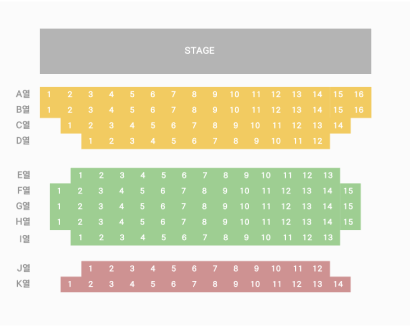 STAGE
A열 1 2 3 4 5 6 7 8 9 10 11 12 13 14 15 16
B열 1 2 3 4 5 6 7 8 9 10 11 12 13 14 15 16
C열 1 2 3 4 5 6 7 8 9 10 11 12 13 14
D열 1 2 3 4 5 6 7 8 9 10 11 12
E열 1 2 3 4 5 6 7 8 9 10 11 12 13
F열 1 2 3 4 5 6 7 8 9 10 11 12 13 14 15
G열 1 2 3 4 5 6 7 8 9 10 11 12 13 14 15
H열 1 2 3 4 5 6 7 8 9 10 11 12 13 14 15
I열 1 2 3 4 5 6 7 8 9 10 11 12 13
J열 1 2 3 4 5 6 7 8 9 10 11 12
K열 1 2 3 4 5 6 7 8 9 10 11 12 13 14